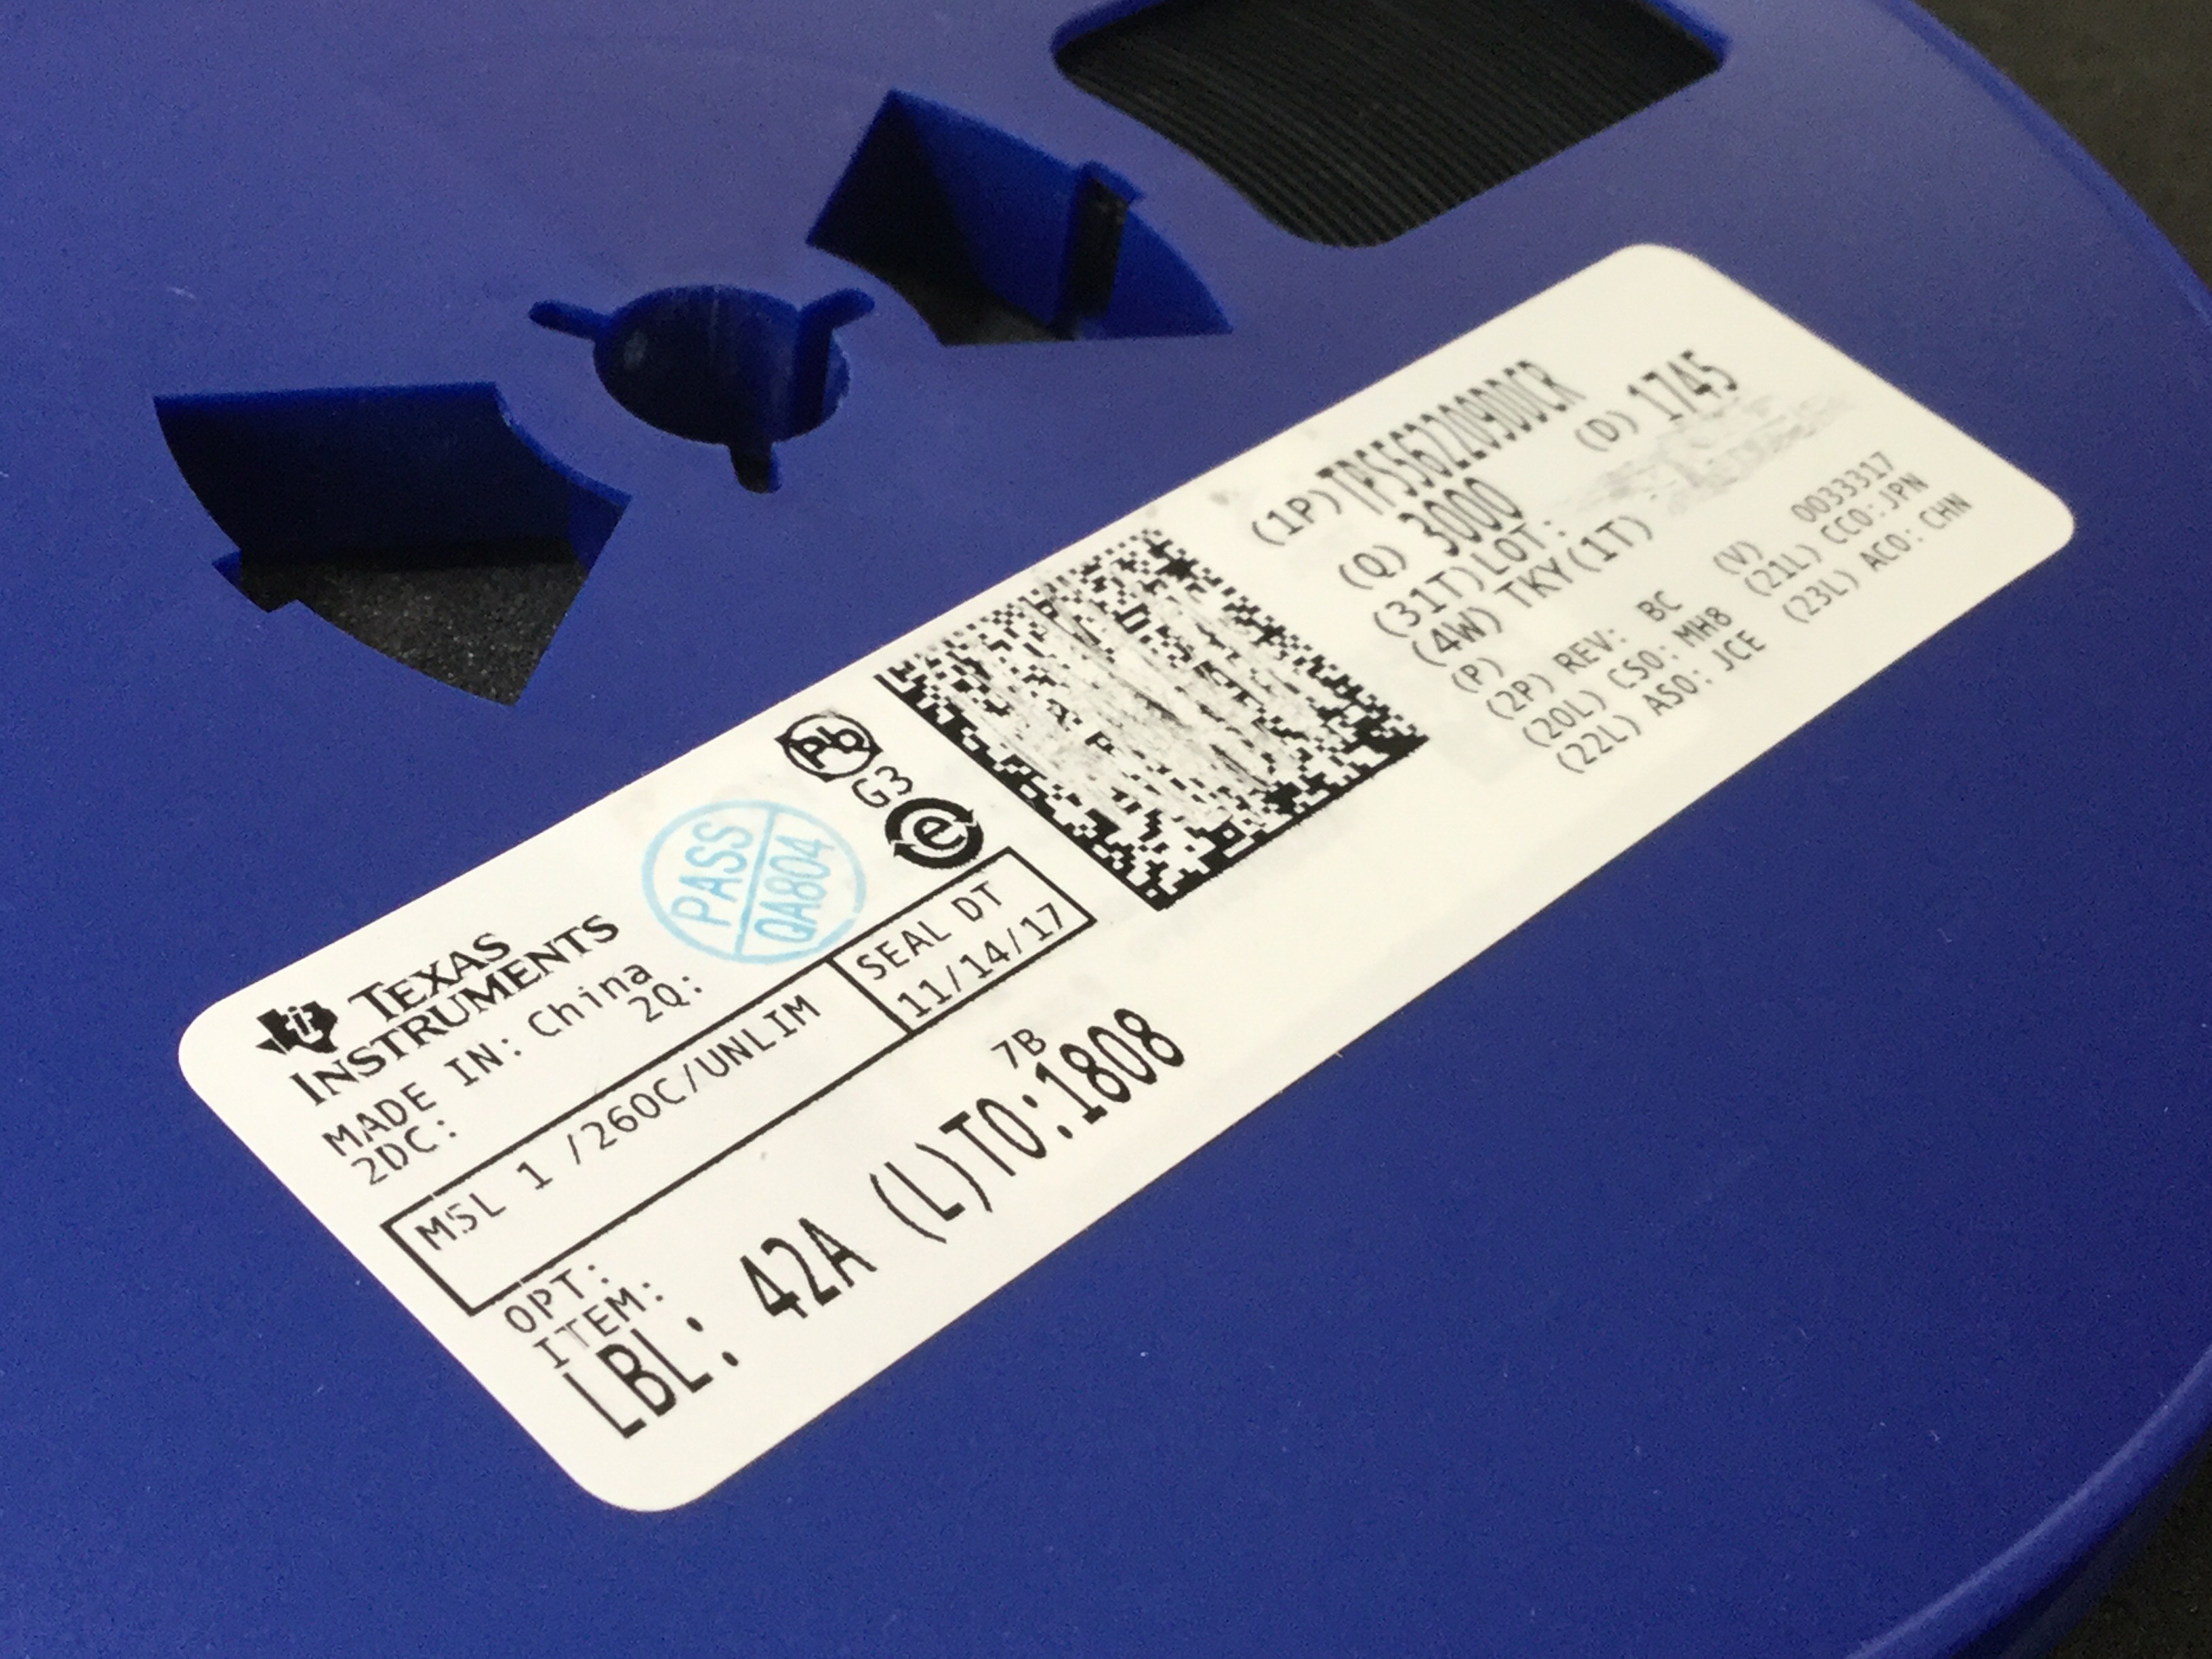 TEXAS
INSTRUMENTS
MADE IN: China
2DC: 2Q:
MSL 1 /260C/UNLIM
SEAL DT
11/14/17
OPT:
ITEM:
7B
LBL: 42A (L)TO:1808
PASS
QA804
Pb
G3
e
(1P)TPS562209DDCR
(Q) 3000 (D) 1745
(31T)LOT:
(4W) TKY(1T)
(P)
(2P) REV: BC (V) 0033317
(20L) CSO: MH8 (21L) CCO:JPN
(22L) ASO: JCE (23L) ACO: CHN